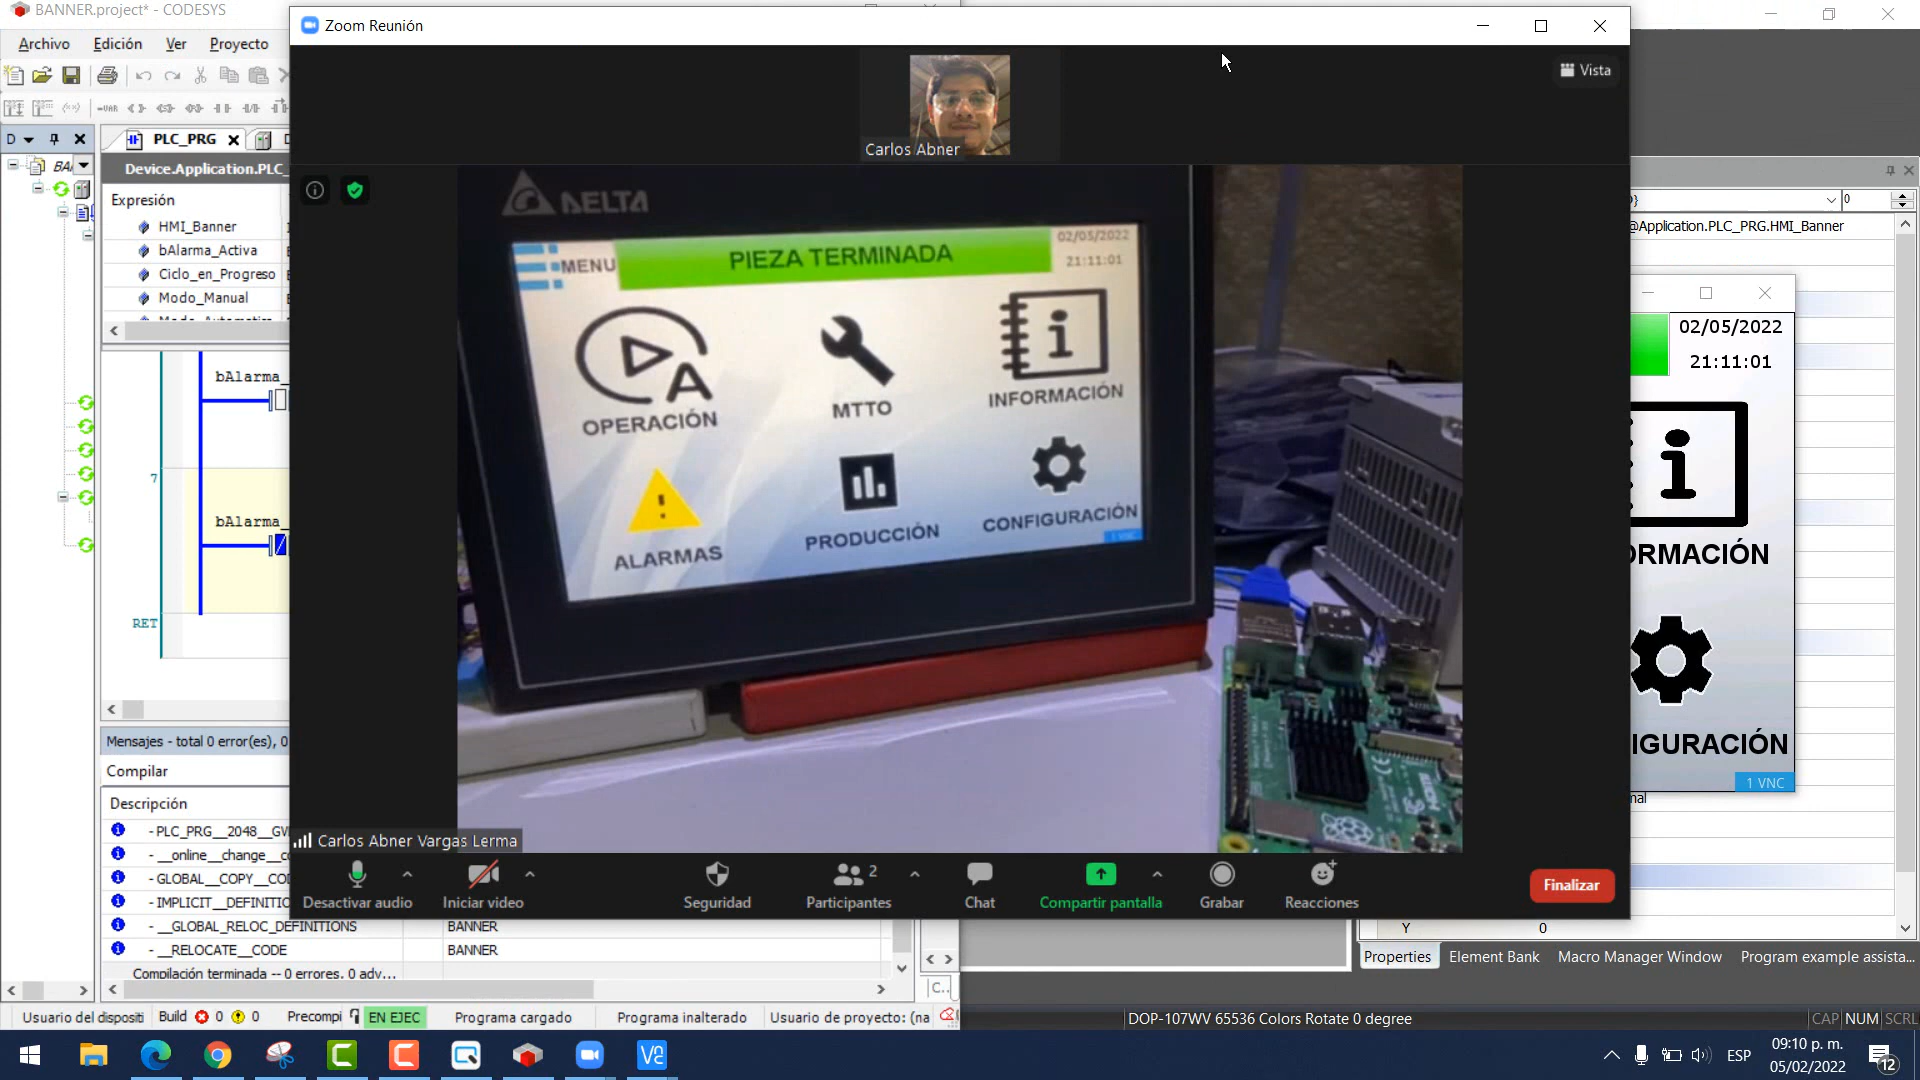 BANNER.project* - CODESYS
Archivo Edición Ver Proyecto
D
PLC_PRG
Device.Application.PLC_
Expresión
HMI_Banner
bAlarma_Activa
Ciclo_en_Progreso
Modo_Manual
bAlarma_
7
bAlarma_
RET
Mensajes - total 0 error(es), 0
Compilar
Descripción
- PLC_PRG__2048__GV
- __online__change__co
- GLOBAL__COPY__COD
- IMPLICIT__DEFINITIO
- __GLOBAL_RELOC_DEFINITIONS BANNER
- __RELOCATE__CODE BANNER
Compilación terminada -- 0 errores. 0 adv...
C..
Usuario del dispositi Build 0 0 Precompi EN EJEC Programa cargado Programa inalterado Usuario de proyecto: (na
Zoom Reunión
Vista
Carlos Abner
DELTA
MENU
PIEZA TERMINADA
02/05/2022
21:11:01
OPERACIÓN
MTTO
INFORMACIÓN
ALARMAS
PRODUCCIÓN
CONFIGURACIÓN
1 VNC
Carlos Abner Vargas Lerma
Desactivar audio
Iniciar video
Seguridad
2
Participantes
Chat
Compartir pantalla
Grabar
Reacciones
Finalizar
0
@Application.PLC_PRG.HMI_Banner
02/05/2022
21:11:01
ORMACIÓN
IGURACIÓN
1 VNC
Y 0
Properties Element Bank Macro Manager Window Program example assista...
DOP-107WV 65536 Colors Rotate 0 degree
CAP NUM SCRL
ESP
09:10 p. m.
05/02/2022
12